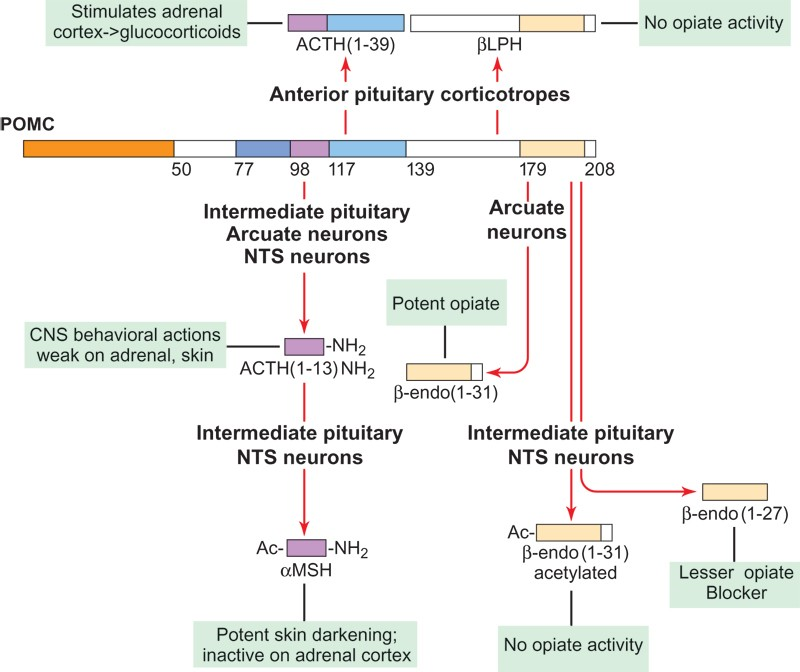 Stimulates adrenal
cortex->glucocorticoids
ACTH(1-39)
βLPH
No opiate activity
Anterior pituitary corticotropes
POMC
50 77 98 117 139 179 208
Intermediate pituitary
Arcuate neurons
NTS neurons
Arcuate
neurons
Potent opiate
CNS behavioral actions
weak on adrenal, skin
-NH2
ACTH(1-13) NH2
β-endo(1-31)
Intermediate pituitary
NTS neurons
Intermediate pituitary
NTS neurons
β-endo (1-27)
Ac- -NH2
αMSH
Ac-
β-endo (1-31)
acetylated
Lesser opiate
Blocker
Potent skin darkening;
inactive on adrenal cortex
No opiate activity